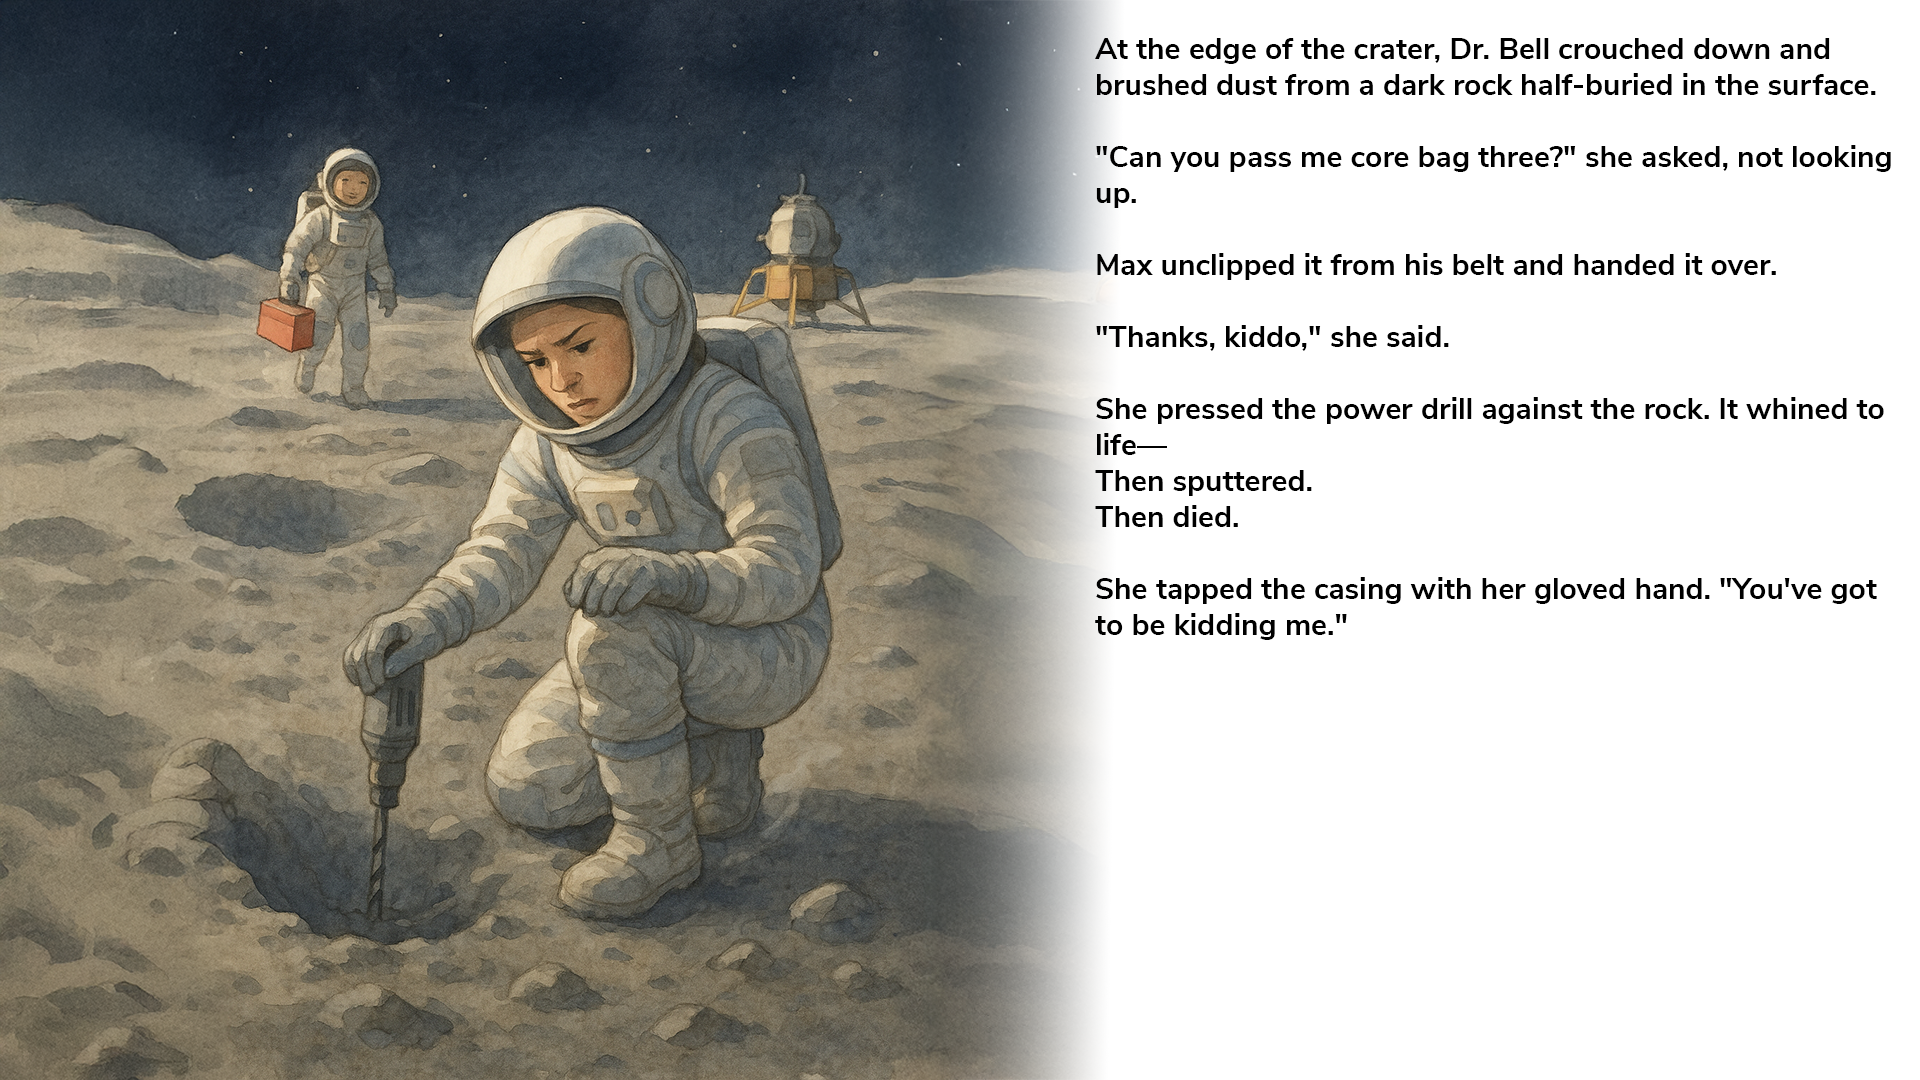 At the edge of the crater, Dr. Bell crouched down and
brushed dust from a dark rock half-buried in the surface.
"Can you pass me core bag three?" she asked, not looking
up.
Max unclipped it from his belt and handed it over.
"Thanks, kiddo," she said.
She pressed the power drill against the rock. It whined to
life—
Then sputtered.
Then died.
She tapped the casing with her gloved hand. "You've got
to be kidding me."